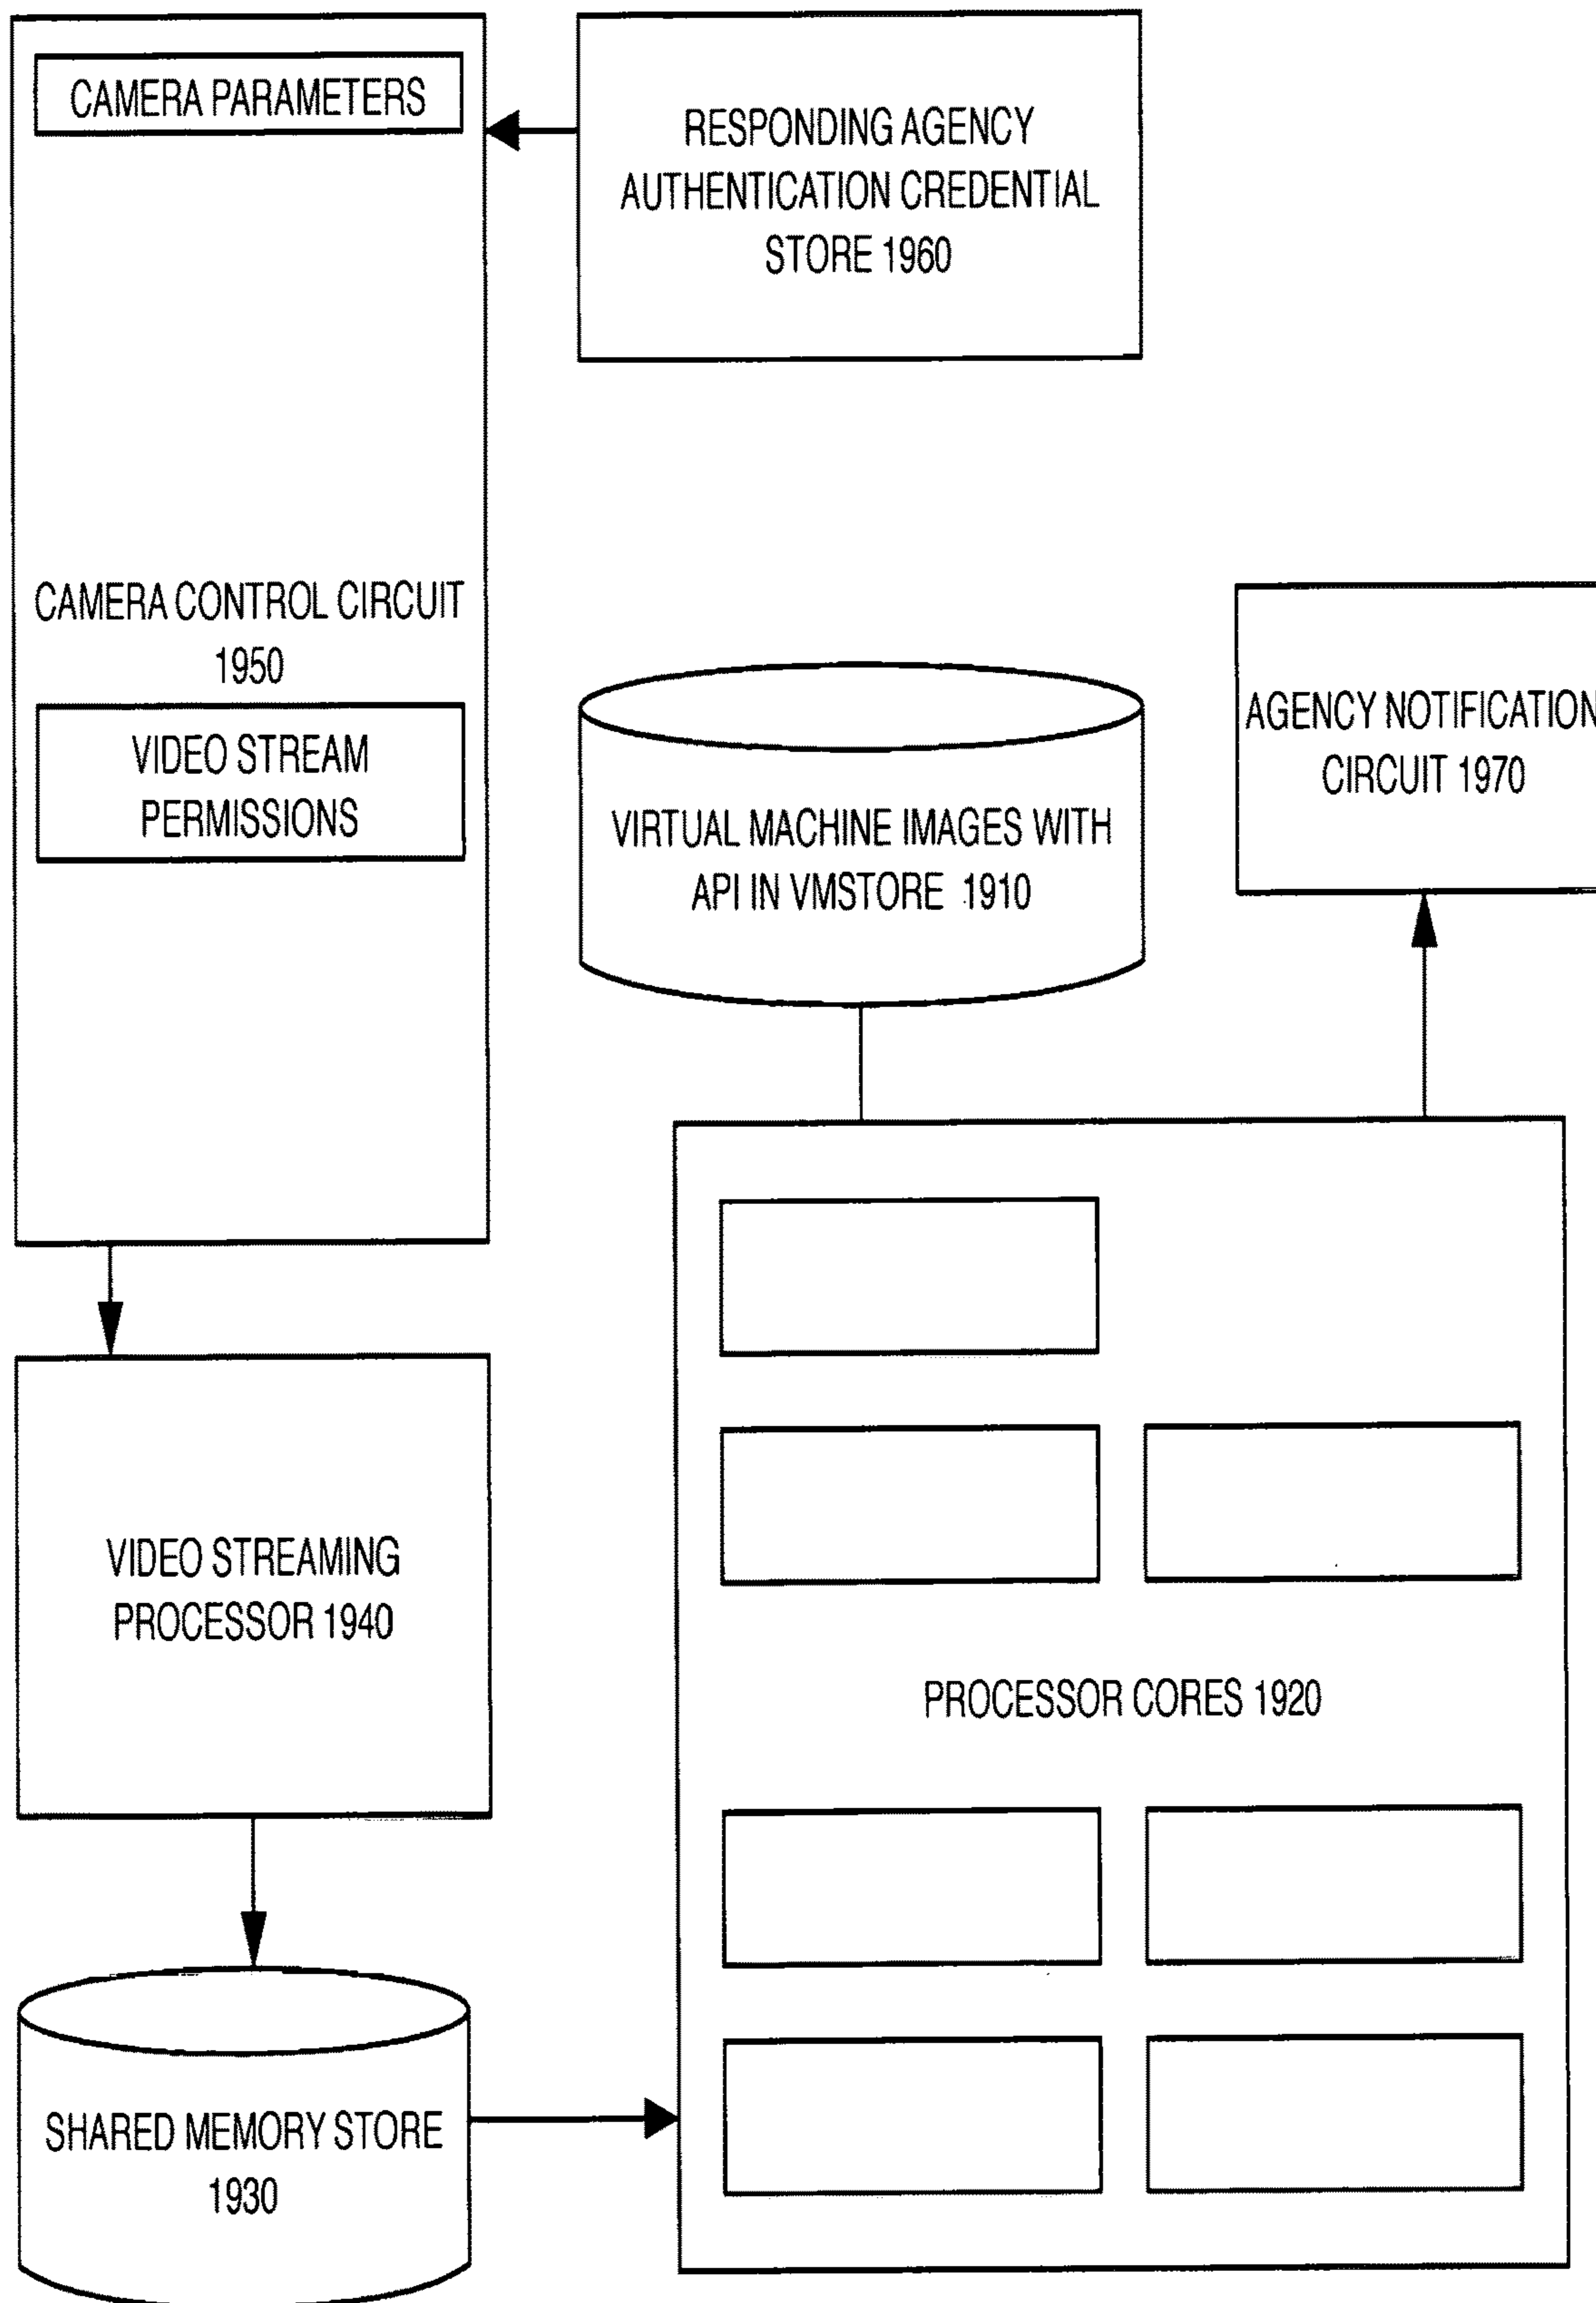 CAMERA PARAMETERS
RESPONDING AGENCY
AUTHENTICATION CREDENTIAL
STORE 1960
CAMERA CONTROL CIRCUIT
1950
VIDEO STREAM
PERMISSIONS
VIRTUAL MACHINE IMAGES WITH
API IN VMSTORE 1910
AGENCY NOTIFICATION
CIRCUIT 1970
VIDEO STREAMING
PROCESSOR 1940
PROCESSOR CORES 1920
SHARED MEMORY STORE
1930